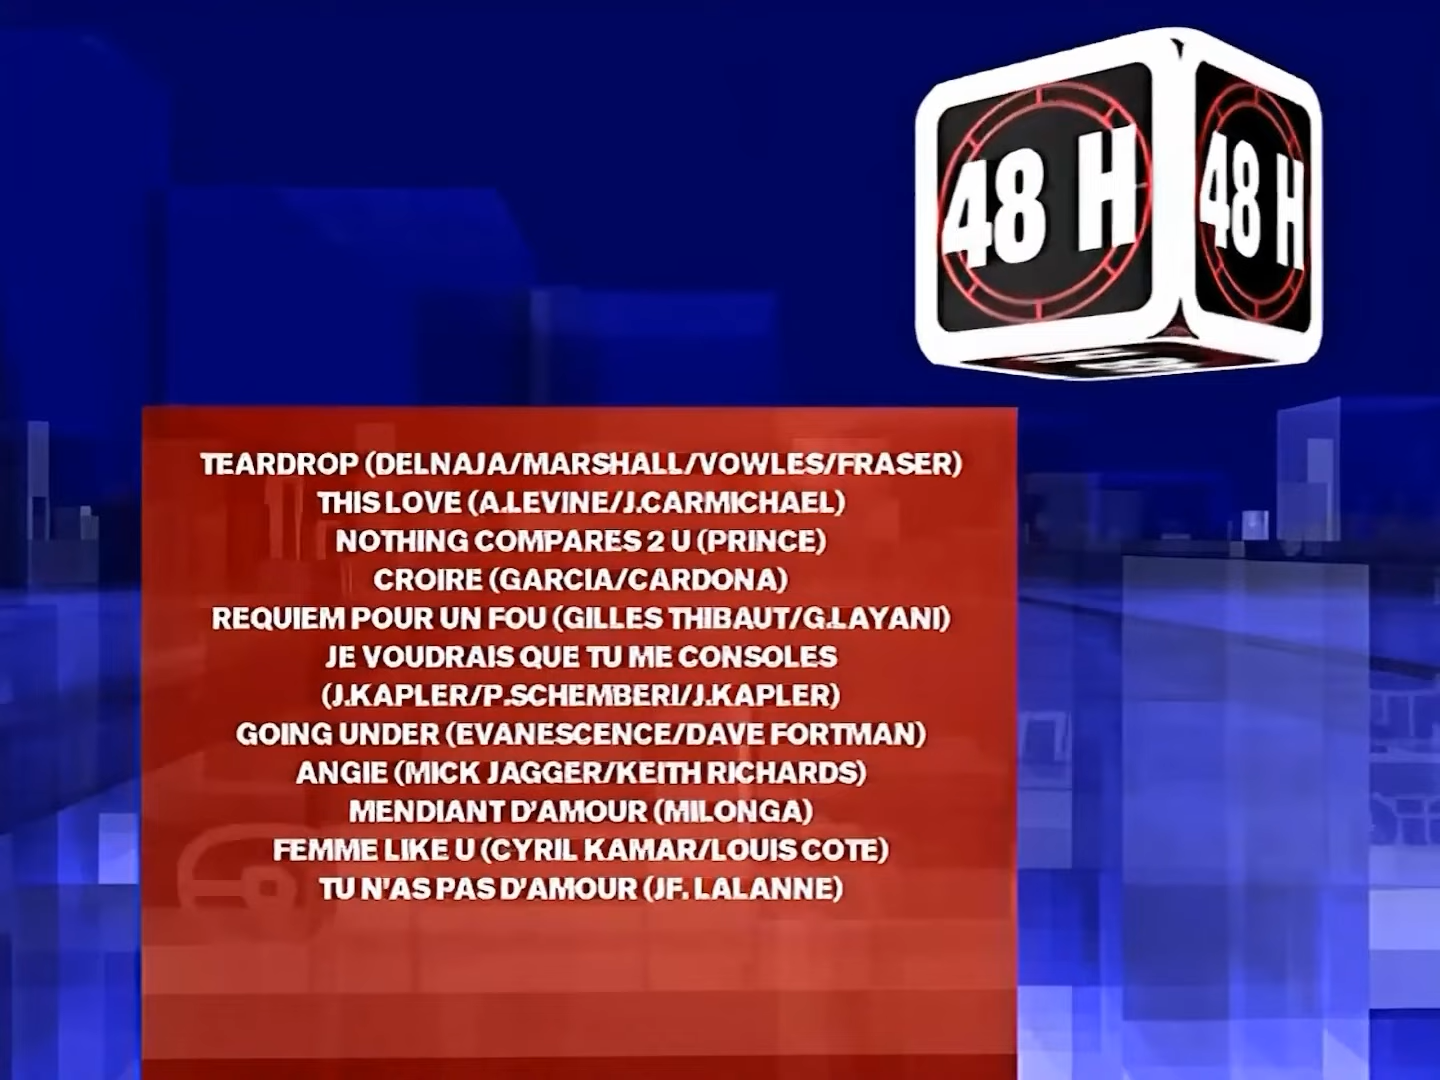 48 H
48 H
TEARDROP (DELNAJA/MARSHALL/VOWLES/FRASER)
THIS LOVE (A.LEVINE/J.CARMICHAEL)
NOTHING COMPARES 2 U (PRINCE)
CROIRE (GARCIA/CARDONA)
REQUIEM POUR UN FOU (GILLES THIBAUT/G.LAYANI)
JE VOUDRAIS QUE TU ME CONSOLES
(J.KAPLER/P.SCHEMBERI/J.KAPLER)
GOING UNDER (EVANESCENCE/DAVE FORTMAN)
ANGIE (MICK JAGGER/KEITH RICHARDS)
MENDIANT D'AMOUR (MILONGA)
FEMME LIKE U (CYRIL KAMAR/LOUIS COTE)
TU N'AS PAS D'AMOUR (JF. LALANNE)